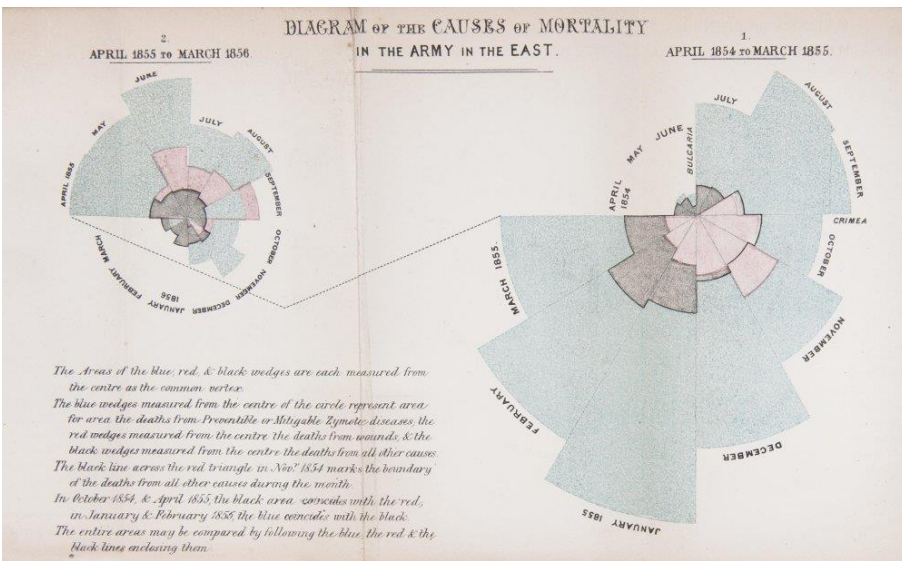 DIAGRAM OF THE CAUSES OF MORTALITY
IN THE ARMY IN THE EAST.
2.
APRIL 1855 TO MARCH 1856.
JUNE
MAY
JULY
AUGUST
APRIL 1855
SEPTEMBER
OCTOBER
NOVEMBER
DECEMBER
JANUARY 1856
FEBRUARY
MARCH
1.
APRIL 1854 TO MARCH 1855.
JULY
AUGUST
JUNE
MAY
APRIL 1854
BULGARIA
SEPTEMBER
CRIMEA
OCTOBER
NOVEMBER
DECEMBER
JANUARY 1855
FEBRUARY
MARCH 1855.
The Areas of the blue, red, & black wedges are each measured from
the centre as the common vertex.
The blue wedges measured from the centre of the circle represent area
for area the deaths from Preventible or Mitigable Zymotic diseases, the
red wedges measured from the centre the deaths from wounds, & the
black wedges measured from the centre the deaths from all other causes.
The black line across the red triangle in Novr. 1854 marks the boundary
of the deaths from all other causes during the month.
In October 1854, & April 1855, the black area coincides with the red,
in January & February 1856, the blue coincides with the black.
The entire areas may be compared by following the blue, the red & the
black lines enclosing them.